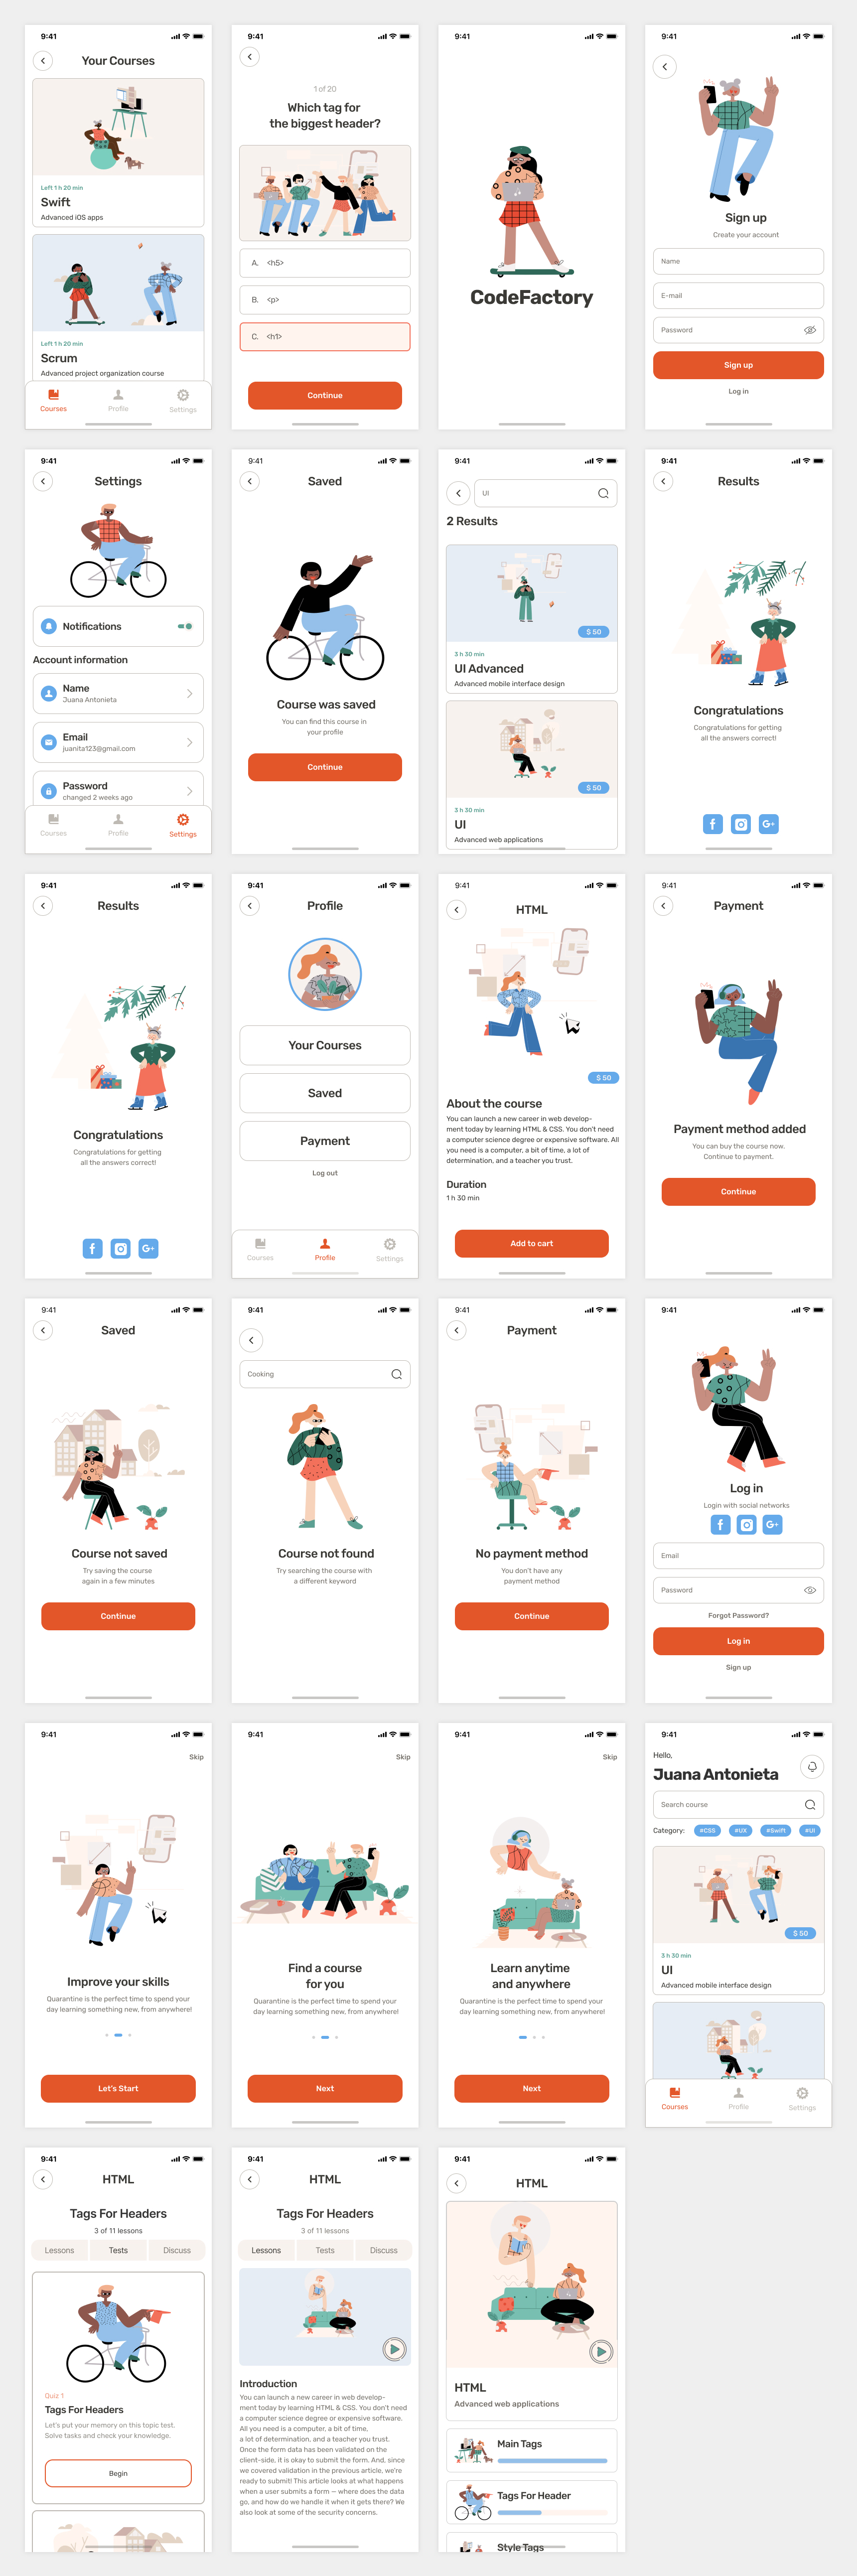 9:41
Your Courses
Left 1 h 20 min
Swift
Advanced iOS apps
Left 1 h 20 min
Scrum
Advanced project organization course
Courses
Profile
Settings
9:41
1 of 20
Which tag for
the biggest header?
A. <h5>
B. <p>
C. <h1>
Continue
9:41
CodeFactory
9:41
Sign up
Create your account
Name
E-mail
Password
Sign up
Log in
9:41
Settings
Notifications
Account information
Name
Juana Antonieta
Email
juanita123@gmail.com
Password
changed 2 weeks ago
Courses
Profile
Settings
9:41
Saved
Course was saved
You can find this course in
your profile
Continue
9:41
UI
2 Results
$ 50
3 h 30 min
UI Advanced
Advanced mobile interface design
$ 50
3 h 30 min
UI
Advanced web applications
9:41
Results
Congratulations
Congratulations for getting
all the answers correct!
f
G+
9:41
Results
Congratulations
Congratulations for getting
all the answers correct!
f
G+
9:41
Profile
Your Courses
Saved
Payment
Log out
Courses
Profile
Settings
9:41
HTML
$ 50
About the course
You can launch a new career in web develop-
ment today by learning HTML & CSS. You don't need
a computer science degree or expensive software. All
you need is a computer, a bit of time, a lot of
determination, and a teacher you trust.
Duration
1 h 30 min
Add to cart
9:41
Payment
Payment method added
You can buy the course now.
Continue to payment.
Continue
9:41
Saved
Course not saved
Try saving the course
again in a few minutes
Continue
9:41
Cooking
Course not found
Try searching the course with
a different keyword
9:41
Payment
No payment method
You don't have any
payment method
Continue
9:41
Log in
Login with social networks
f
G+
Email
Password
Forgot Password?
Log in
Sign up
9:41
Skip
Improve your skills
Quarantine is the perfect time to spend your
day learning something new, from anywhere!
Let's Start
9:41
Skip
Find a course
for you
Quarantine is the perfect time to spend your
day learning something new, from anywhere!
Next
9:41
Skip
Learn anytime
and anywhere
Quarantine is the perfect time to spend your
day learning something new, from anywhere!
Next
9:41
Hello,
Juana Antonieta
Search course
Category: #CSS #UX #Swift #UI
$ 50
3 h 30 min
UI
Advanced mobile interface design
Courses
Profile
Settings
9:41
HTML
Tags For Headers
3 of 11 lessons
Lessons
Tests
Discuss
Quiz 1
Tags For Headers
Let's put your memory on this topic test.
Solve tasks and check your knowledge.
Begin
9:41
HTML
Tags For Headers
3 of 11 lessons
Lessons
Tests
Discuss
Introduction
You can launch a new career in web develop-
ment today by learning HTML & CSS. You don't need
a computer science degree or expensive software.
All you need is a computer, a bit of time,
a lot of determination, and a teacher you trust.
Once the form data has been validated on the
client-side, it is okay to submit the form. And, since
we covered validation in the previous article, we're
ready to submit! This article looks at what happens
when a user submits a form — where does the data
go, and how do we handle it when it gets there? We
also look at some of the security concerns.
9:41
HTML
HTML
Advanced web applications
Main Tags
Tags For Header
Style Tags